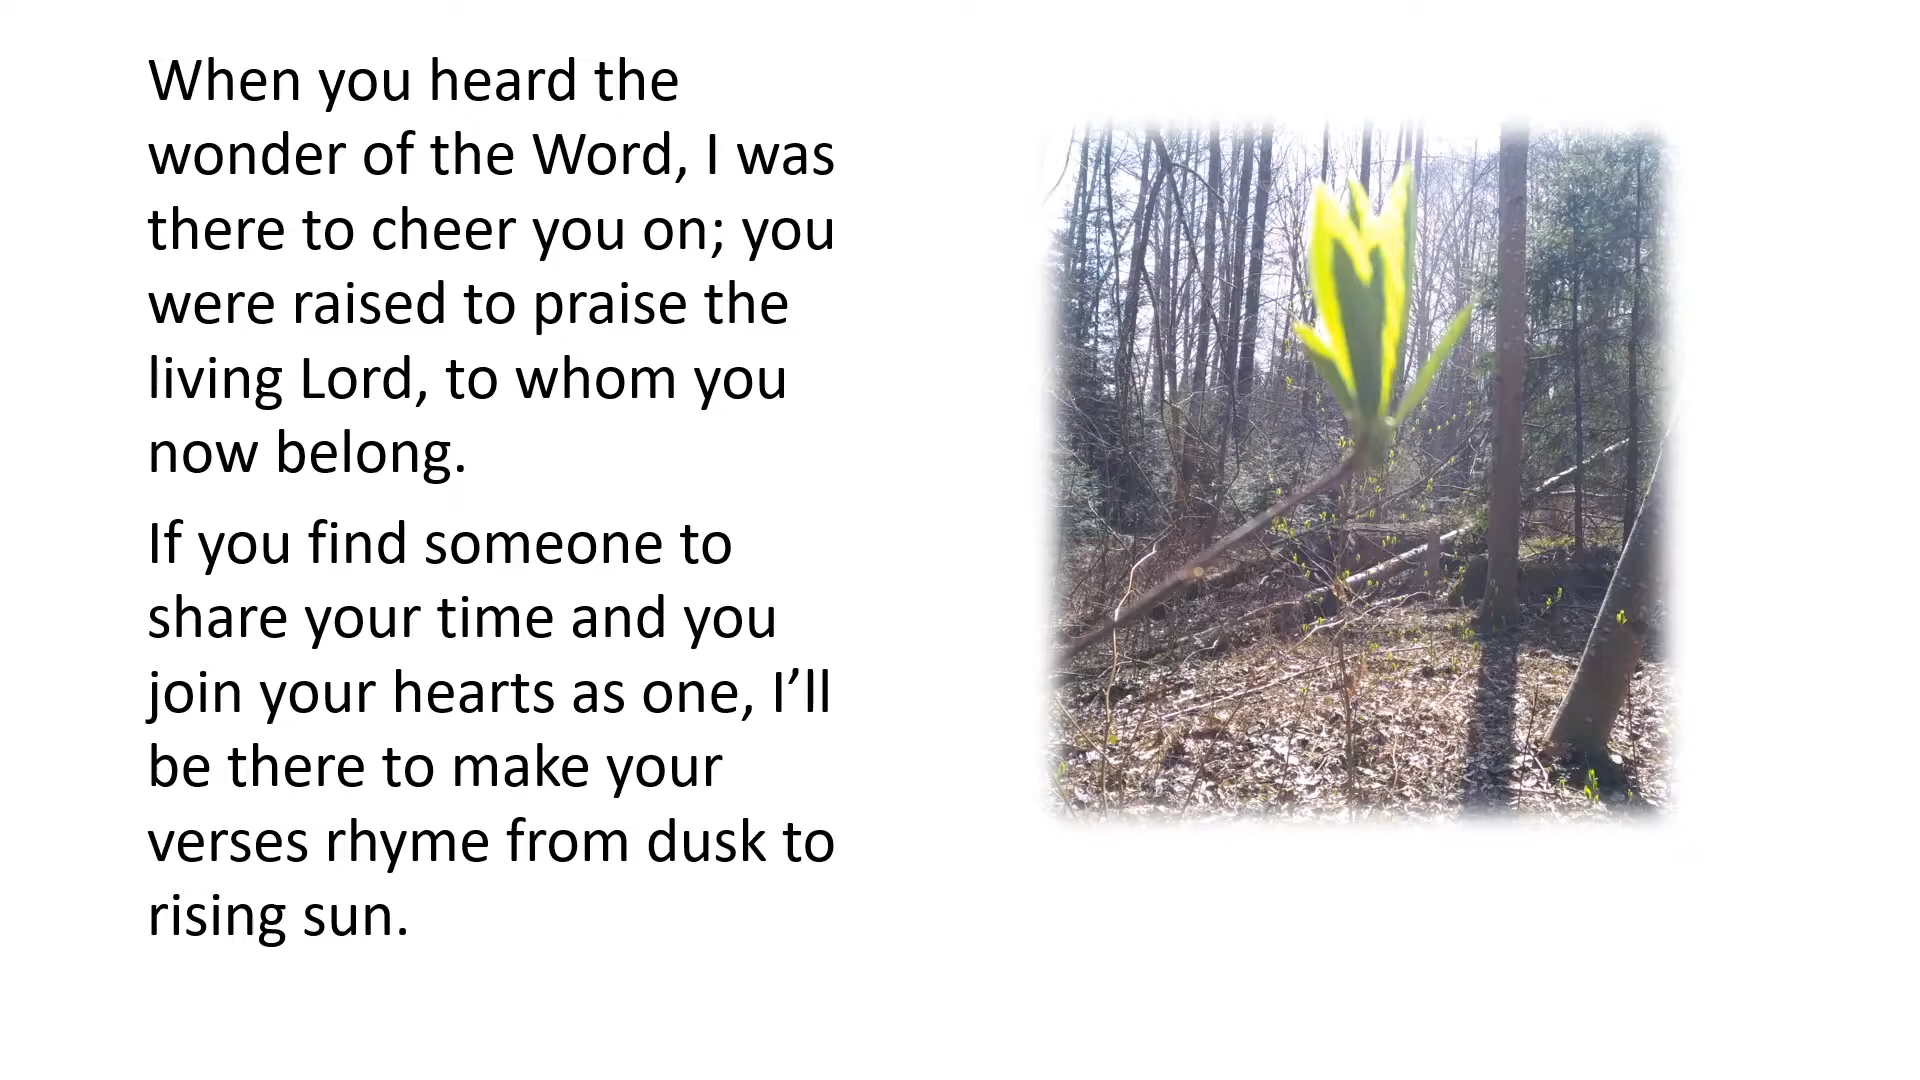 When you heard the
wonder of the Word, I was
there to cheer you on; you
were raised to praise the
living Lord, to whom you
now belong.
If you find someone to
share your time and you
join your hearts as one, I’ll
be there to make your
verses rhyme from dusk to
rising sun.